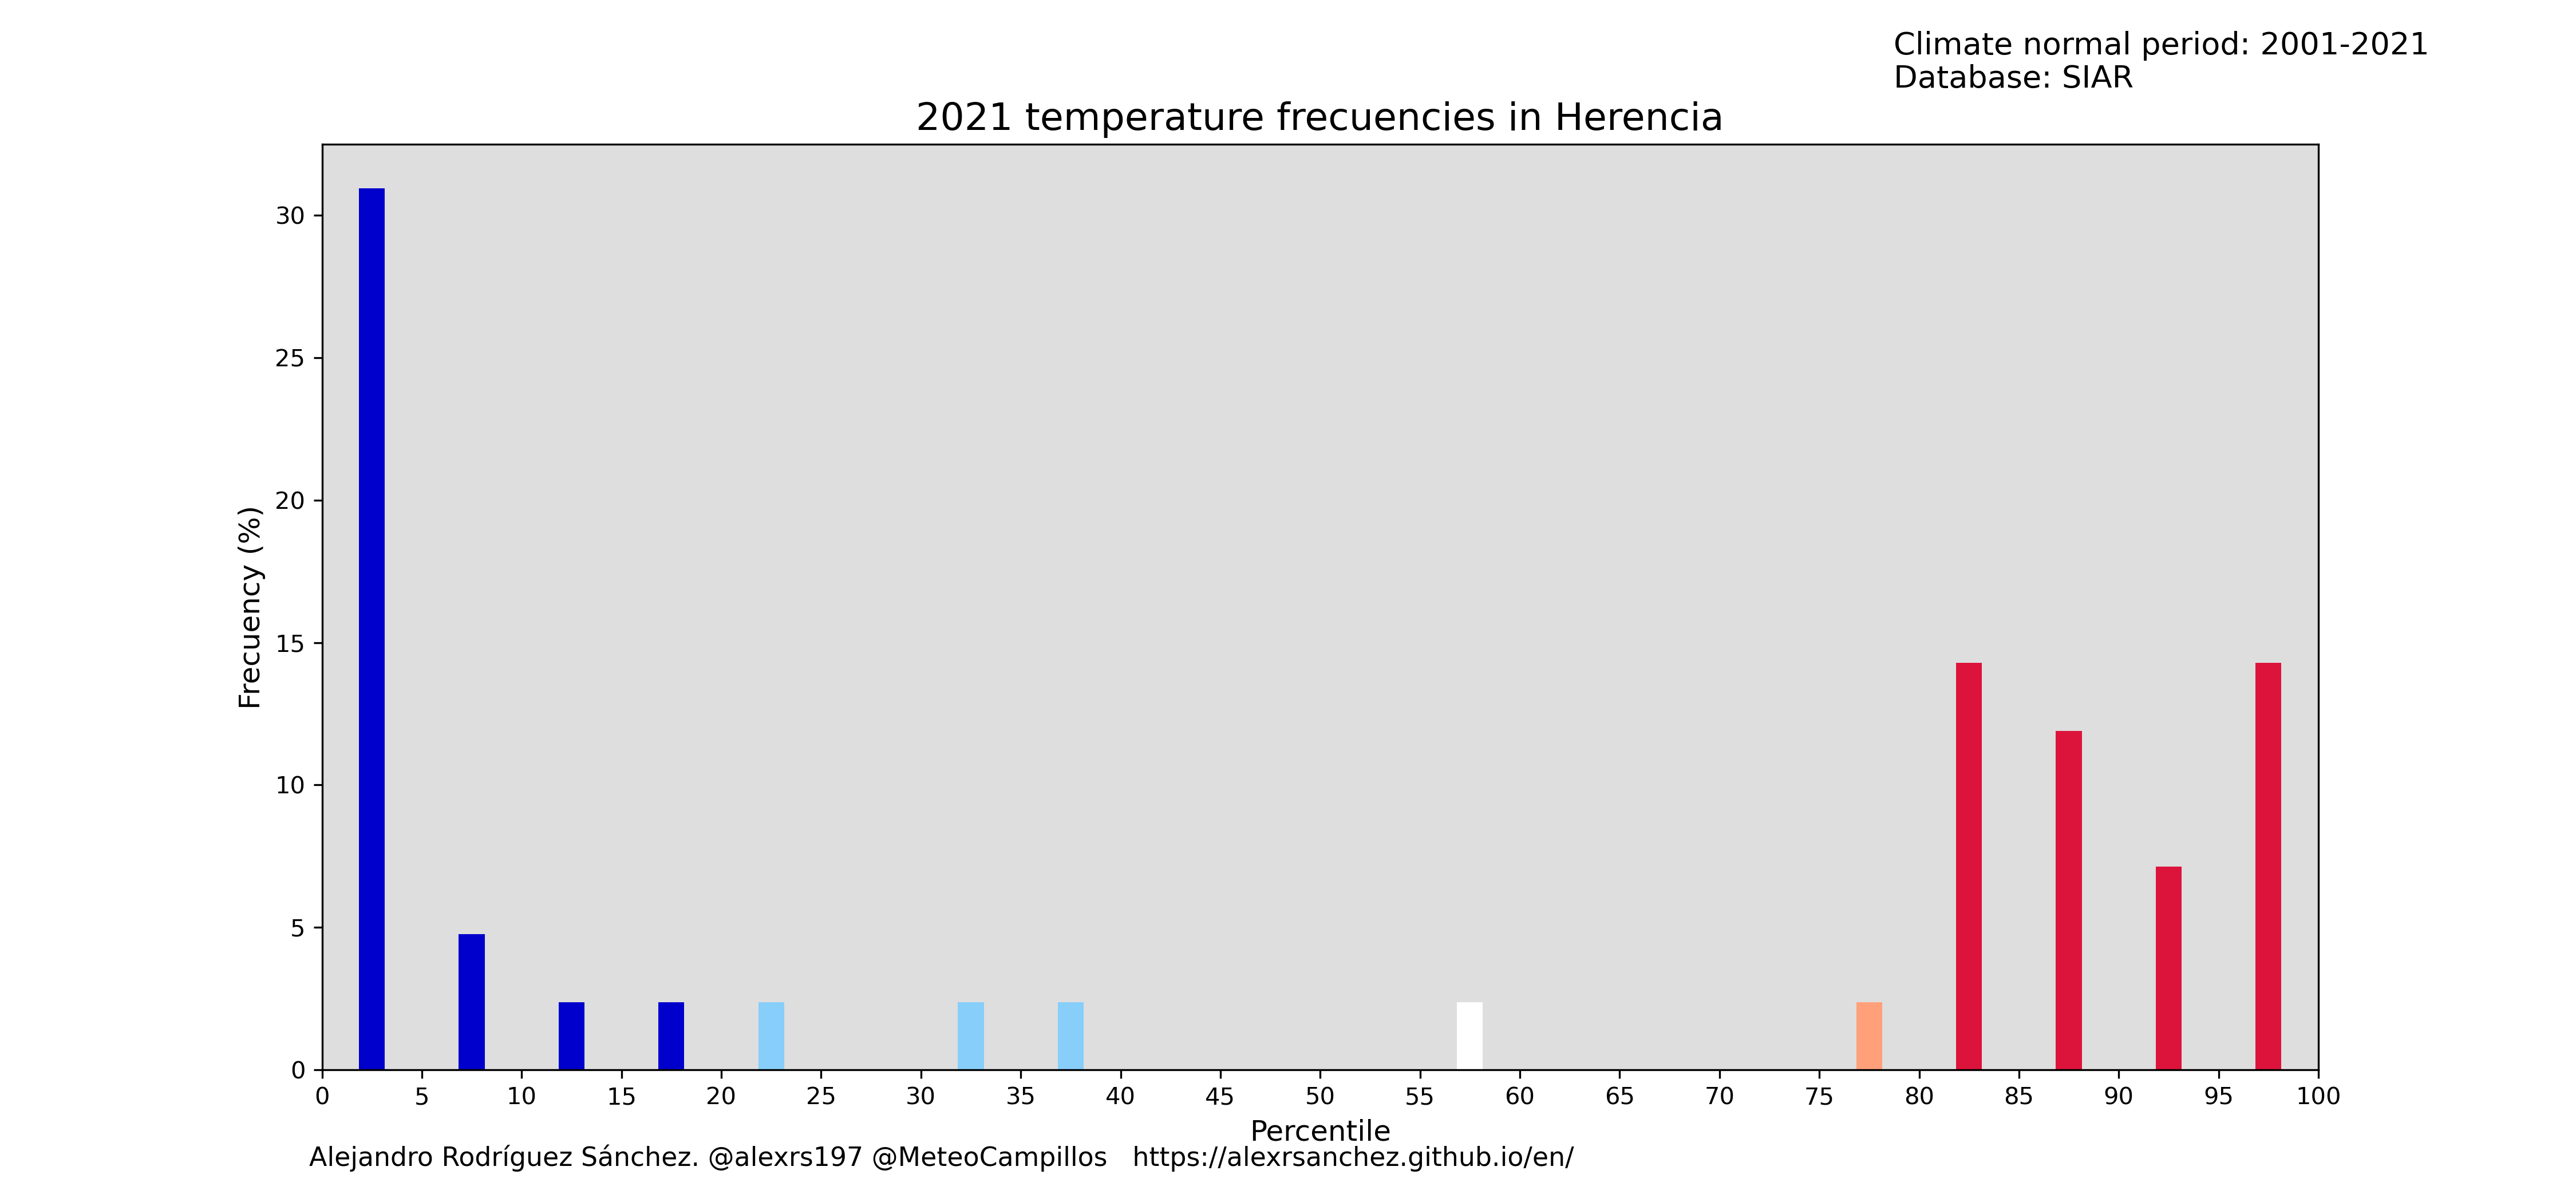 Climate normal period: 2001-2021
Database: SIAR
2021 temperature frecuencies in Herencia
Frecuency (%)
30
25
20
15
10
5
0
0 5 10 15 20 25 30 35 40 45 50 55 60 65 70 75 80 85 90 95 100
Percentile
Alejandro Rodríguez Sánchez. @alexrs197 @MeteoCampillos https://alexrsanchez.github.io/en/